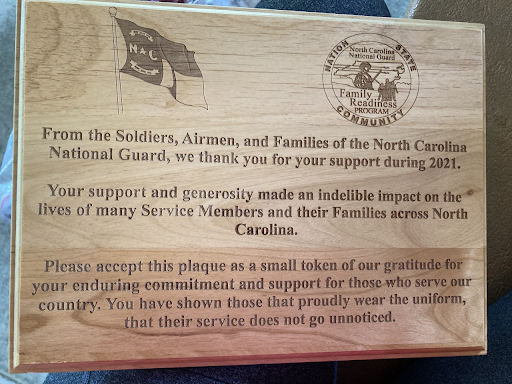 N ★ C
NATION STATE
North Carolina
National Guard
Family
Readiness
PROGRAM
COMMUNITY
From the Soldiers, Airmen, and Families of the North Carolina
National Guard, we thank you for your support during 2021.
Your support and generosity made an indelible impact on the
lives of many Service Members and their Families across North
Carolina.
Please accept this plaque as a small token of our gratitude for
your enduring commitment and support for those who serve our
country. You have shown those that proudly wear the uniform,
that their service does not go unnoticed.